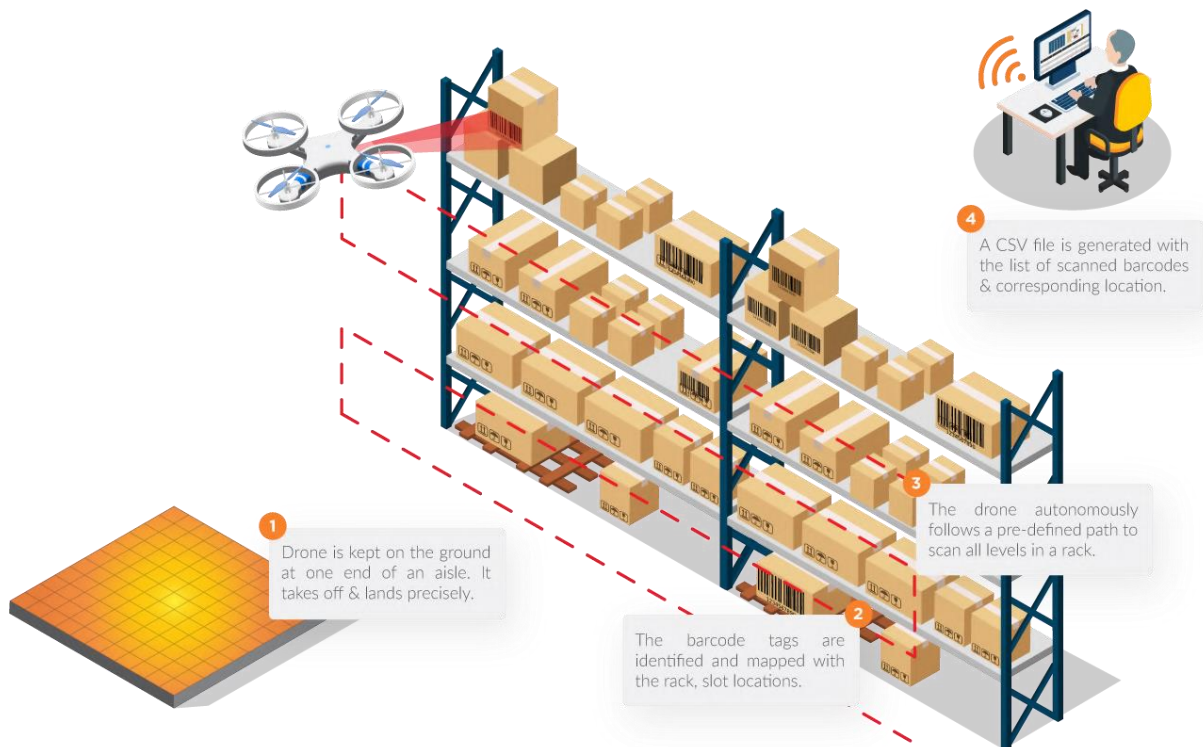 1
Drone is kept on the ground
at one end of an aisle. It
takes off & lands precisely.
2
The barcode tags are
identified and mapped with
the rack, slot locations.
3
The drone autonomously
follows a pre-defined path to
scan all levels in a rack.
4
A CSV file is generated with
the list of scanned barcodes
& corresponding location.